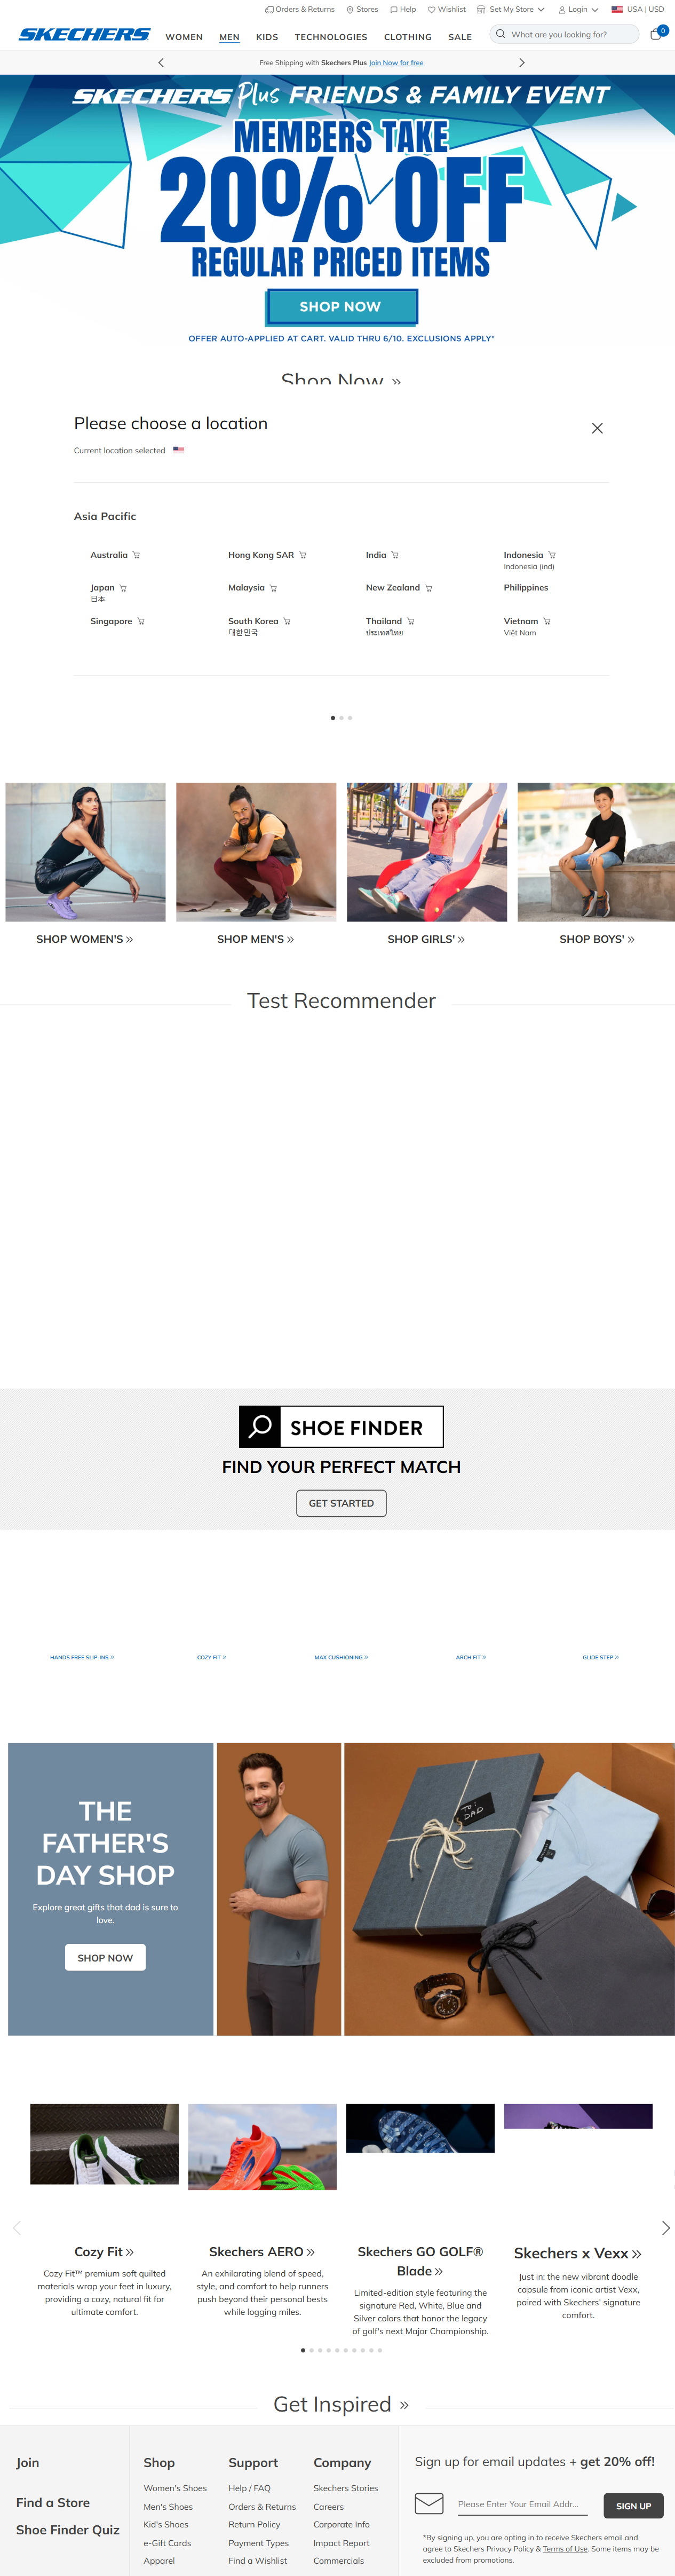 Orders & Returns Stores Help Wishlist Set My Store Login USA | USD
SKECHERS WOMEN MEN KIDS TECHNOLOGIES CLOTHING SALE What are you looking for? 0
Free Shipping with Skechers Plus Join Now for free
SKECHERS Plus FRIENDS & FAMILY EVENT
MEMBERS TAKE
20% OFF
REGULAR PRICED ITEMS
SHOP NOW
OFFER AUTO-APPLIED AT CART. VALID THRU 6/10. EXCLUSIONS APPLY*
Shop Now »
Please choose a location
Current location selected
Asia Pacific
Australia Hong Kong SAR India Indonesia
Indonesia (ind)
Japan Malaysia New Zealand Philippines
日本
Singapore South Korea Thailand Vietnam
대한민국 ประเทศไทย Việt Nam
SHOP WOMEN'S » SHOP MEN'S » SHOP GIRLS' » SHOP BOYS' »
Test Recommender
SHOE FINDER
FIND YOUR PERFECT MATCH
GET STARTED
HANDS FREE SLIP-INS » COZY FIT » MAX CUSHIONING » ARCH FIT » GLIDE STEP »
THE
FATHER'S
DAY SHOP
Explore great gifts that dad is sure to
love.
SHOP NOW
TO:
DAD
Cozy Fit »
Cozy Fit™ premium soft quilted
materials wrap your feet in luxury,
providing a cozy, natural fit for
ultimate comfort.
Skechers AERO »
An exhilarating blend of speed,
style, and comfort to help runners
push beyond their personal bests
while logging miles.
Skechers GO GOLF®
Blade »
Limited-edition style featuring the
signature Red, White, Blue and
Silver colors that honor the legacy
of golf's next Major Championship.
Skechers x Vexx »
Just in: the new vibrant doodle
capsule from iconic artist Vexx,
paired with Skechers' signature
comfort.
Get Inspired »
Join
Find a Store
Shoe Finder Quiz
Shop
Women's Shoes
Men's Shoes
Kid's Shoes
e-Gift Cards
Apparel
Support
Help / FAQ
Orders & Returns
Return Policy
Payment Types
Find a Wishlist
Company
Skechers Stories
Careers
Corporate Info
Impact Report
Commercials
Sign up for email updates + get 20% off!
Please Enter Your Email Addr... SIGN UP
*By signing up, you are opting in to receive Skechers email and
agree to Skechers Privacy Policy & Terms of Use. Some items may be
excluded from promotions.